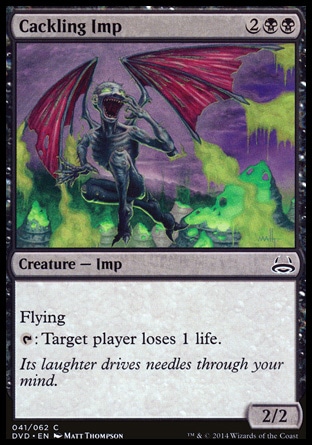 Cackling Imp 2
Creature — Imp
Flying
: Target player loses 1 life.
Its laughter drives needles through your
mind.
2/2
041/062 C
DVD • EN Matt Thompson
™ & © 2014 Wizards of the Coast